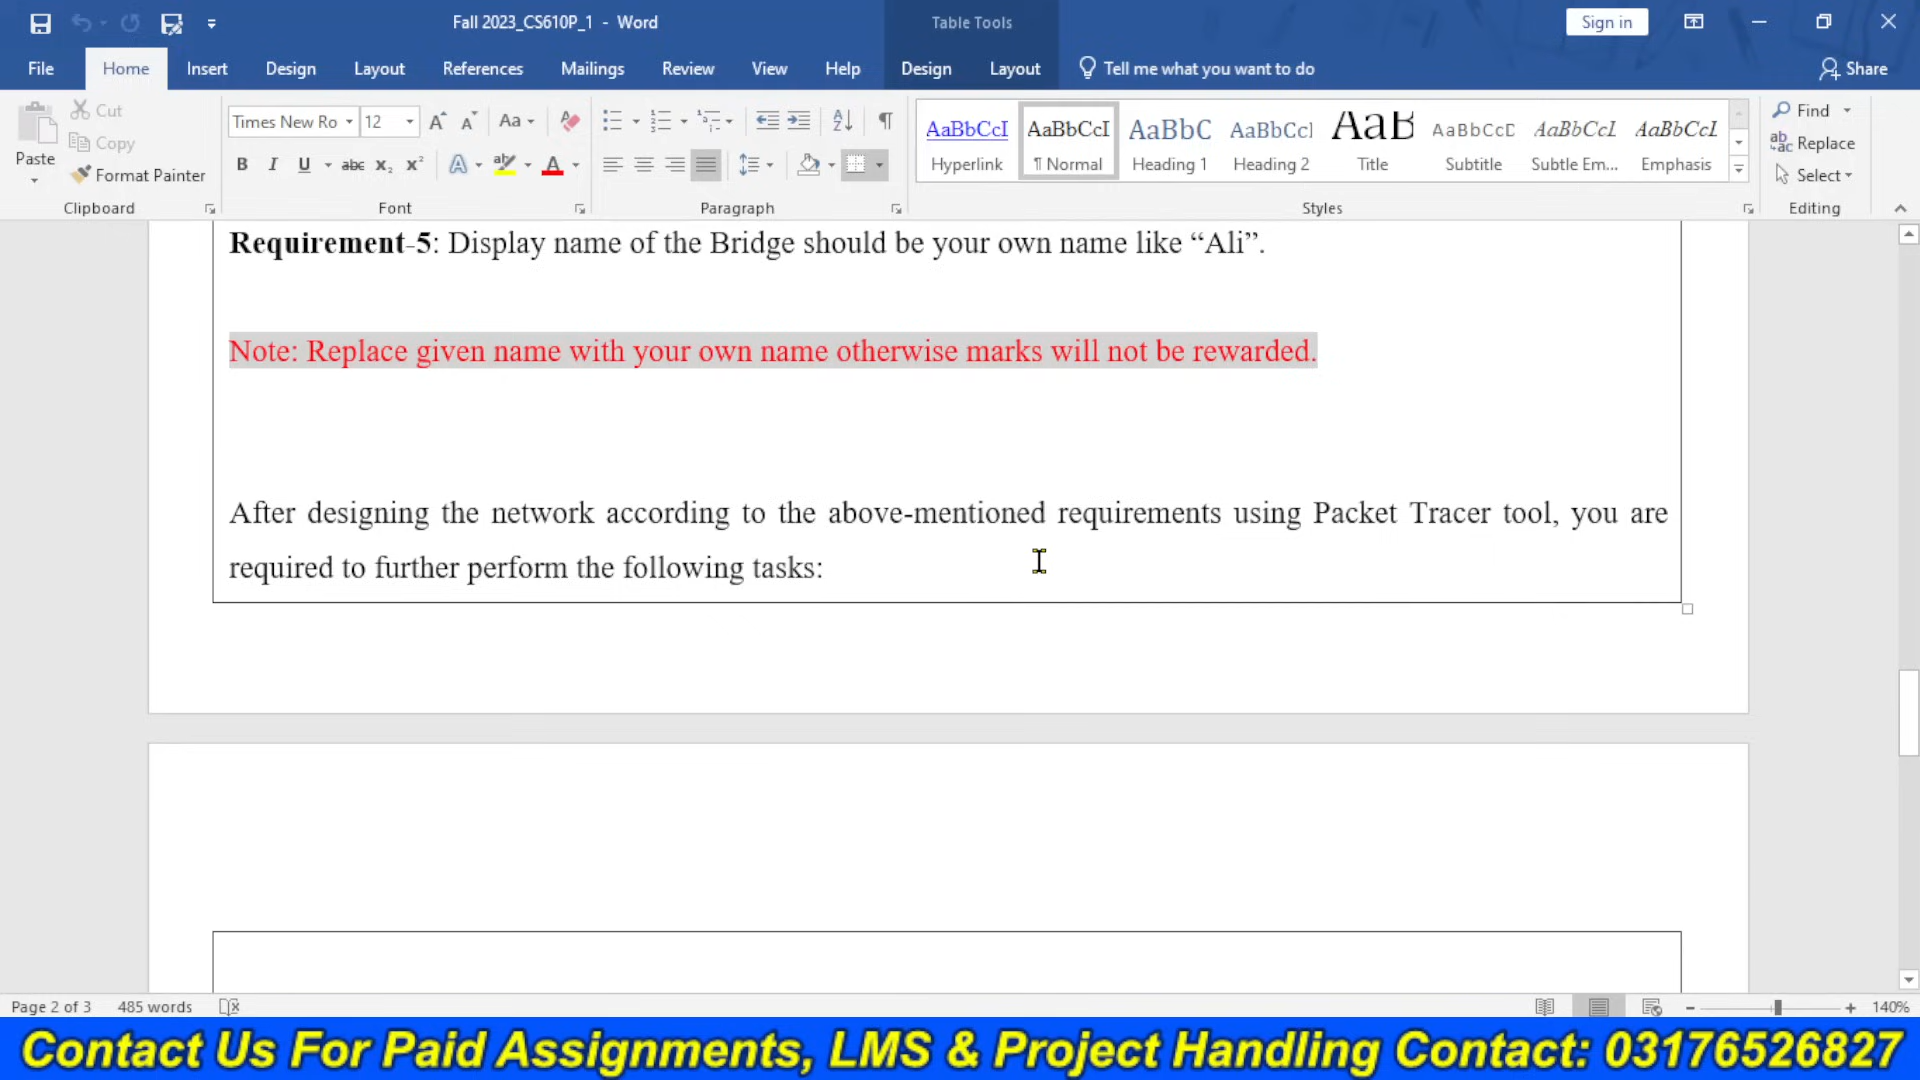 Fall 2023_CS610P_1 - Word
Table Tools
Sign in
File
Home
Insert
Design
Layout
References
Mailings
Review
View
Help
Design
Layout
Tell me what you want to do
Share
Paste
Cut
Copy
Format Painter
Clipboard
Times New Ro
12
Font
Paragraph
AaBbCcI
Hyperlink
AaBbCcI
¶ Normal
AaBbC
Heading 1
AaBbCcI
Heading 2
AaB
Title
AaBbCcD
Subtitle
AaBbCcL
Subtle Em...
AaBbCcL
Emphasis
Styles
Find
Replace
Select
Editing
Requirement-5: Display name of the Bridge should be your own name like “Ali”.
Note: Replace given name with your own name otherwise marks will not be rewarded.
After designing the network according to the above-mentioned requirements using Packet Tracer tool, you are
required to further perform the following tasks:
Page 2 of 3
485 words
140%
Contact Us For Paid Assignments, LMS & Project Handling Contact: 03176526827